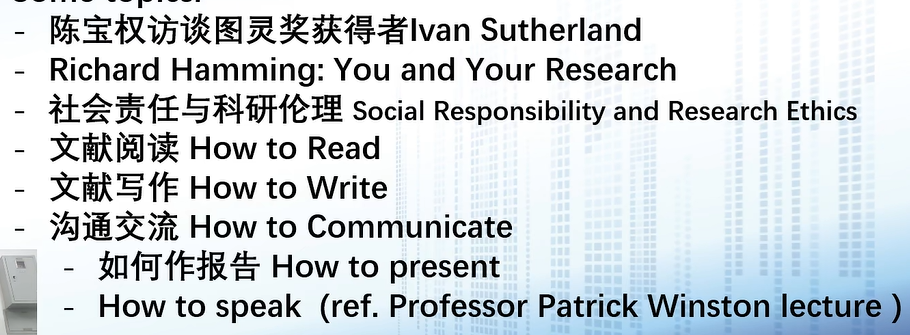 some topics:
- 陈宝权访谈图灵奖获得者Ivan Sutherland
- Richard Hamming: You and Your Research
- 社会责任与科研伦理 Social Responsibility and Research Ethics
- 文献阅读 How to Read
- 文献写作 How to Write
- 沟通交流 How to Communicate
- 如何作报告 How to present
- How to speak (ref. Professor Patrick Winston lecture )